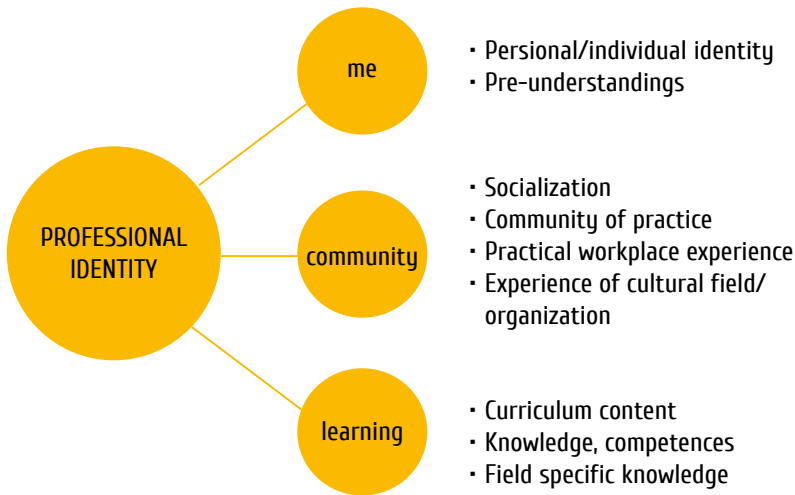 PROFESSIONAL
IDENTITY
me
· Persional/individual identity
· Pre-understandings
community
· Socialization
· Community of practice
· Practical workplace experience
· Experience of cultural field/
organization
learning
· Curriculum content
· Knowledge, competences
· Field specific knowledge